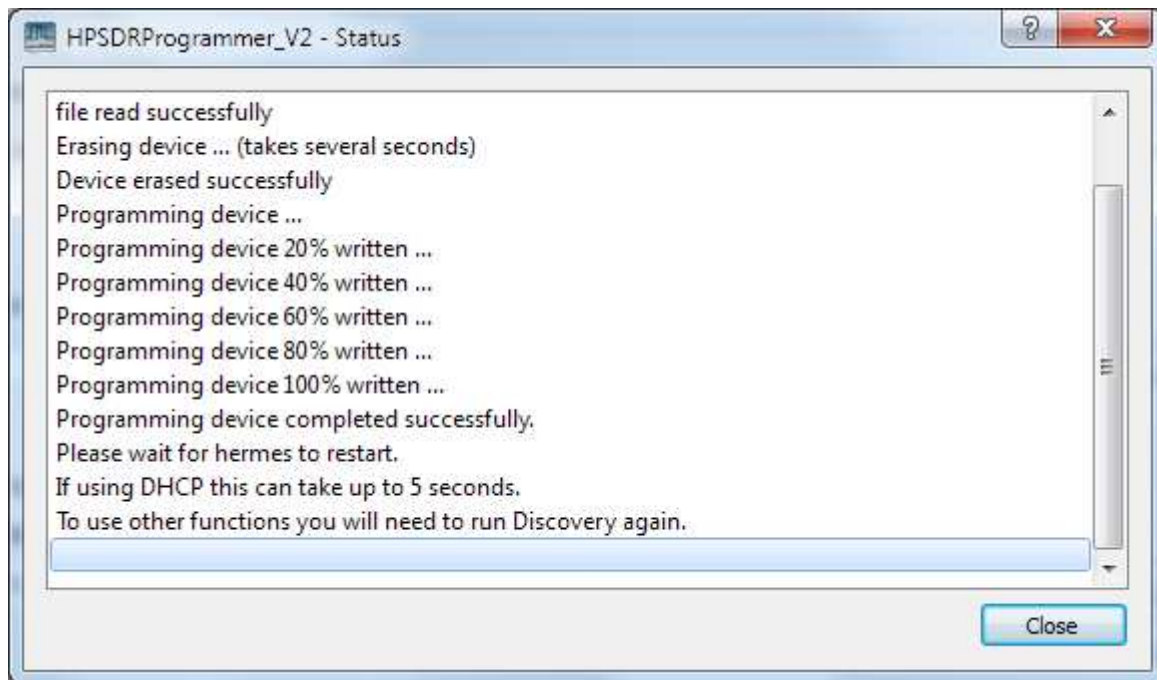 HPSDRProgrammer_V2 - Status
file read successfully
Erasing device ... (takes several seconds)
Device erased successfully
Programming device ...
Programming device 20% written ...
Programming device 40% written ...
Programming device 60% written ...
Programming device 80% written ...
Programming device 100% written ...
Programming device completed successfully.
Please wait for hermes to restart.
If using DHCP this can take up to 5 seconds.
To use other functions you will need to run Discovery again.
Close